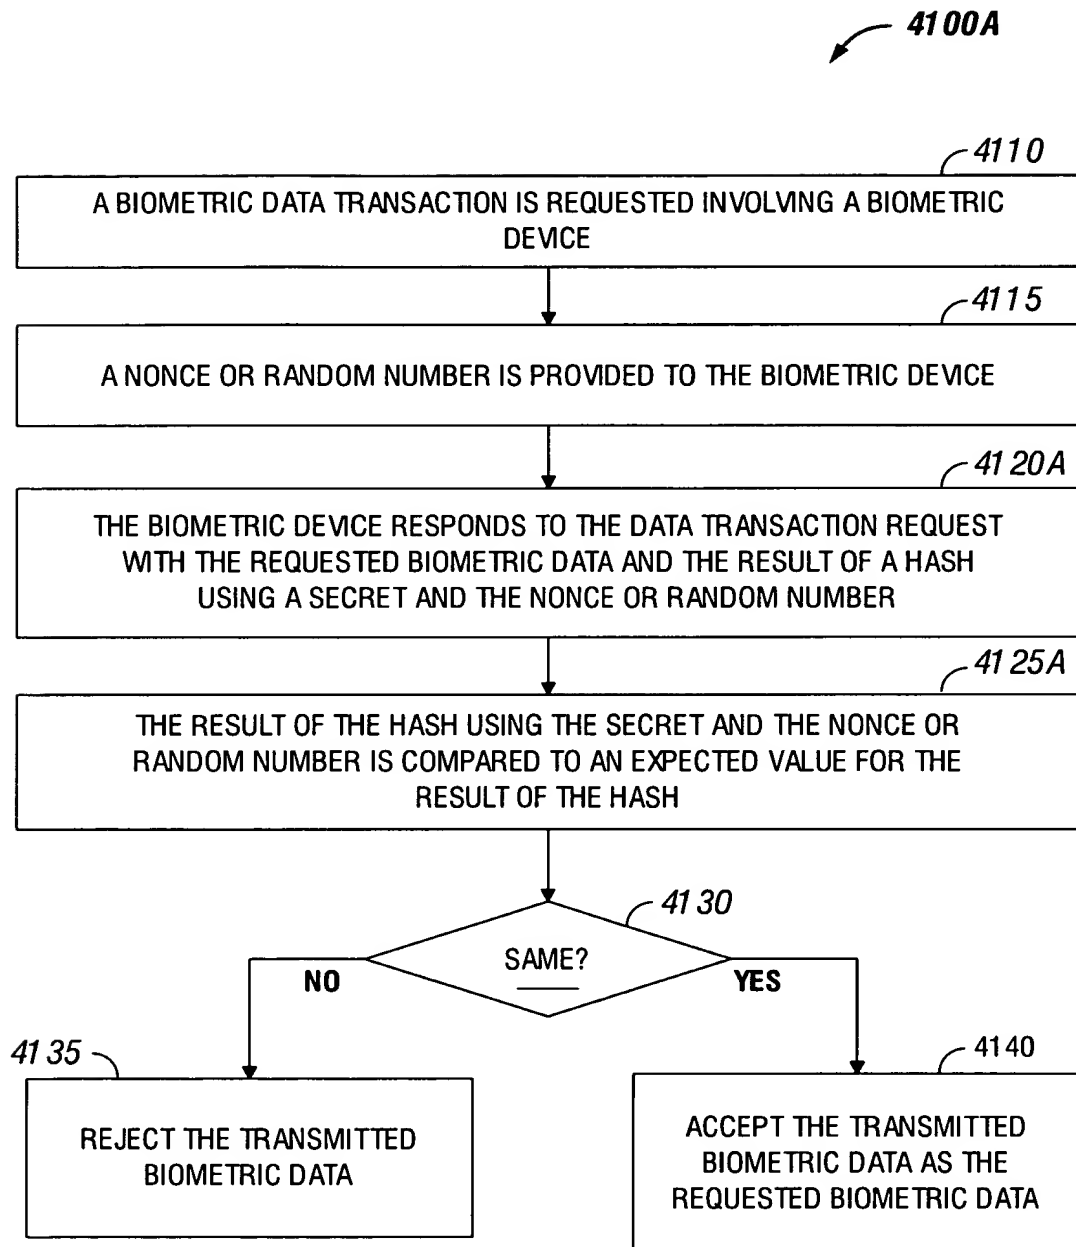 4100A
4110
A BIOMETRIC DATA TRANSACTION IS REQUESTED INVOLVING A BIOMETRIC
DEVICE
4115
A NONCE OR RANDOM NUMBER IS PROVIDED TO THE BIOMETRIC DEVICE
4120A
THE BIOMETRIC DEVICE RESPONDS TO THE DATA TRANSACTION REQUEST
WITH THE REQUESTED BIOMETRIC DATA AND THE RESULT OF A HASH
USING A SECRET AND THE NONCE OR RANDOM NUMBER
4125A
THE RESULT OF THE HASH USING THE SECRET AND THE NONCE OR
RANDOM NUMBER IS COMPARED TO AN EXPECTED VALUE FOR THE
RESULT OF THE HASH
4130
SAME?
NO
YES
4135
REJECT THE TRANSMITTED
BIOMETRIC DATA
4140
ACCEPT THE TRANSMITTED
BIOMETRIC DATA AS THE
REQUESTED BIOMETRIC DATA